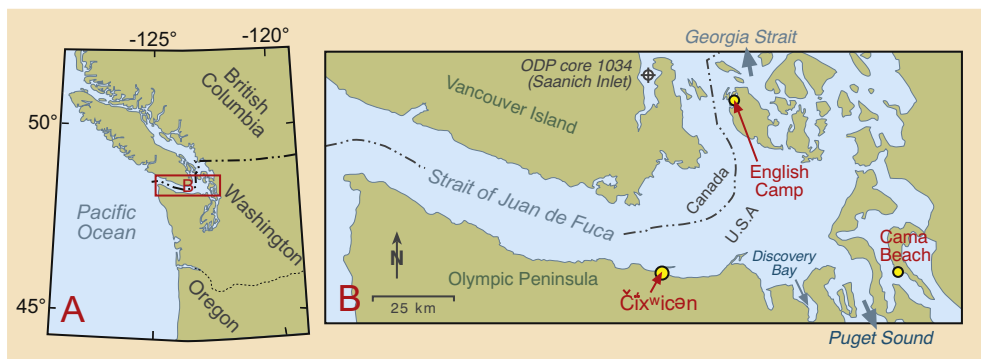 -125°
-120°
50°
45°
British
Columbia
B
Washington
Pacific
Ocean
Oregon
A
Georgia Strait
ODP core 1034
(Saanich Inlet)
Vancouver
Island
English
Camp
Canada
U.S.A
Strait of Juan de Fuca
Cama
Beach
Discovery
Bay
N
Olympic Peninsula
B
25 km
Č̓ixʷicən
Puget Sound